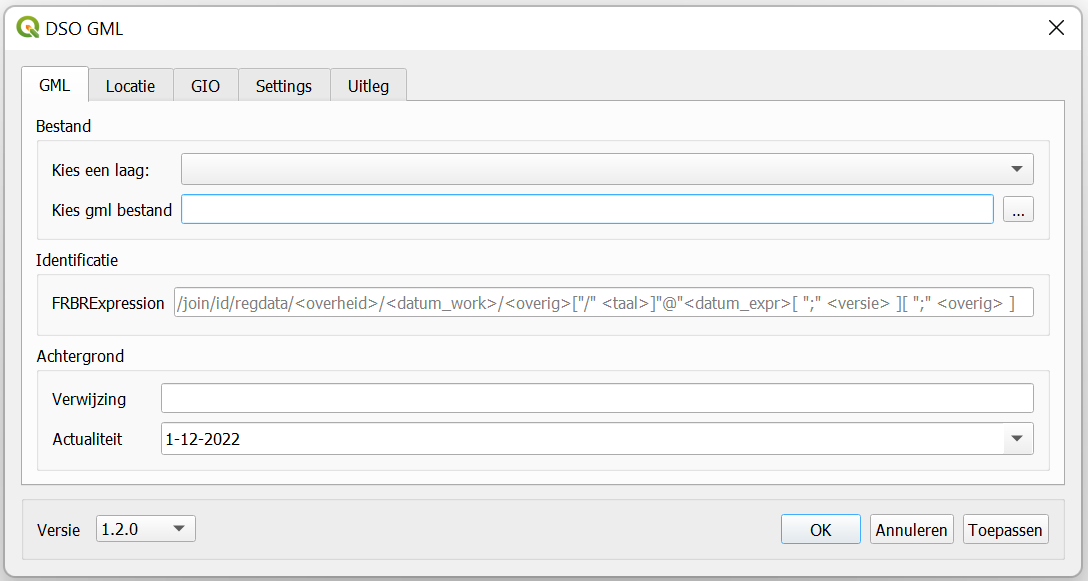 DSO GML
GML Locatie GIO Settings Uitleg
Bestand
Kies een laag:
Kies gml bestand ...
Identificatie
FRBRExpression /join/id/regdata/<overheid>/<datum_work>/<overig>["/" <taal>]"@"<datum_expr>[ ";" <versie> ][ ";" <overig> ]
Achtergrond
Verwijzing
Actualiteit 1-12-2022
Versie 1.2.0 OK Annuleren Toepassen